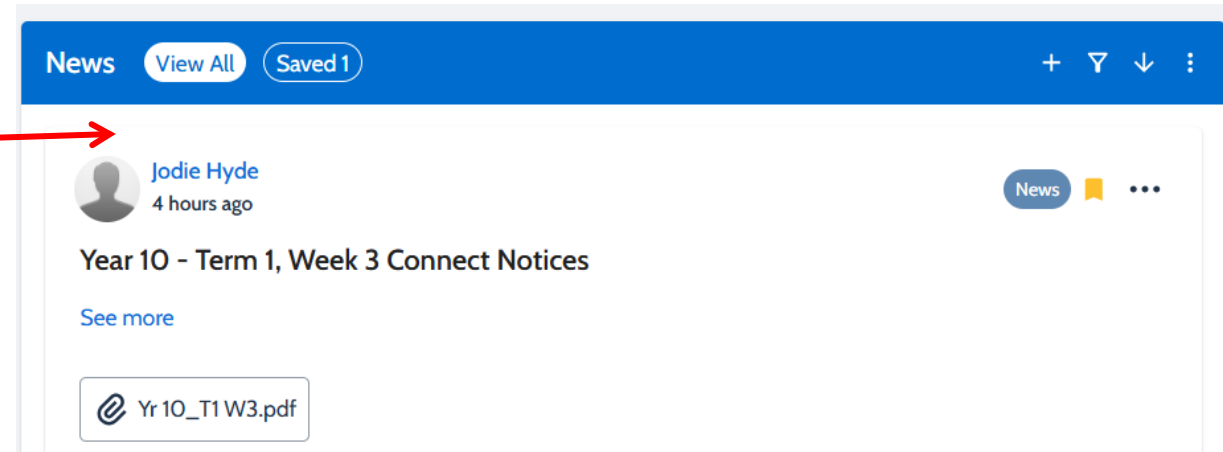 News View All Saved 1
Jodie Hyde
4 hours ago
News
Year 10 - Term 1, Week 3 Connect Notices
See more
Yr 10_T1 W3.pdf